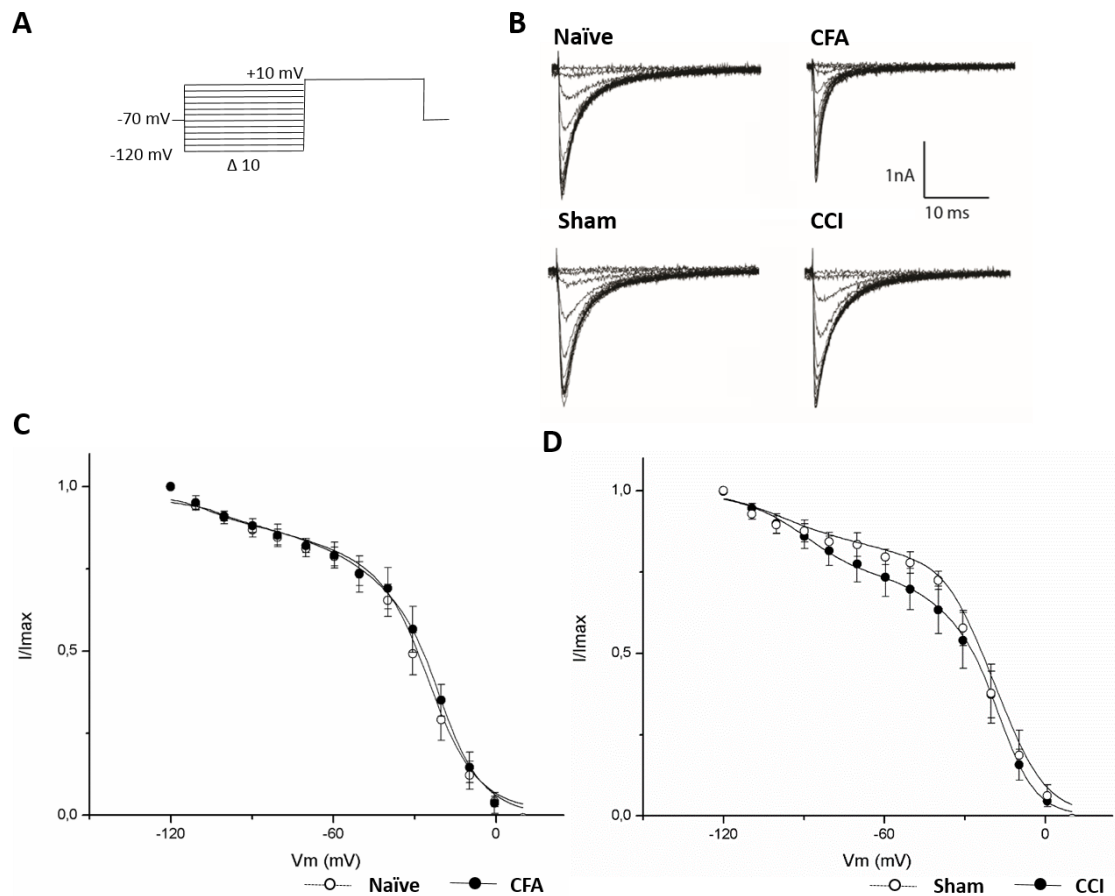 A
+10 mV
-70 mV
-120 mV
Δ 10
B
Naïve
CFA
1nA
10 ms
Sham
CCI
C
1,0
0,5
0,0
I/Imax
-120
-60
0
Vm (mV)
Naïve
CFA
D
1,0
0,5
0,0
I/Imax
-120
-60
0
Vm (mV)
Sham
CCI